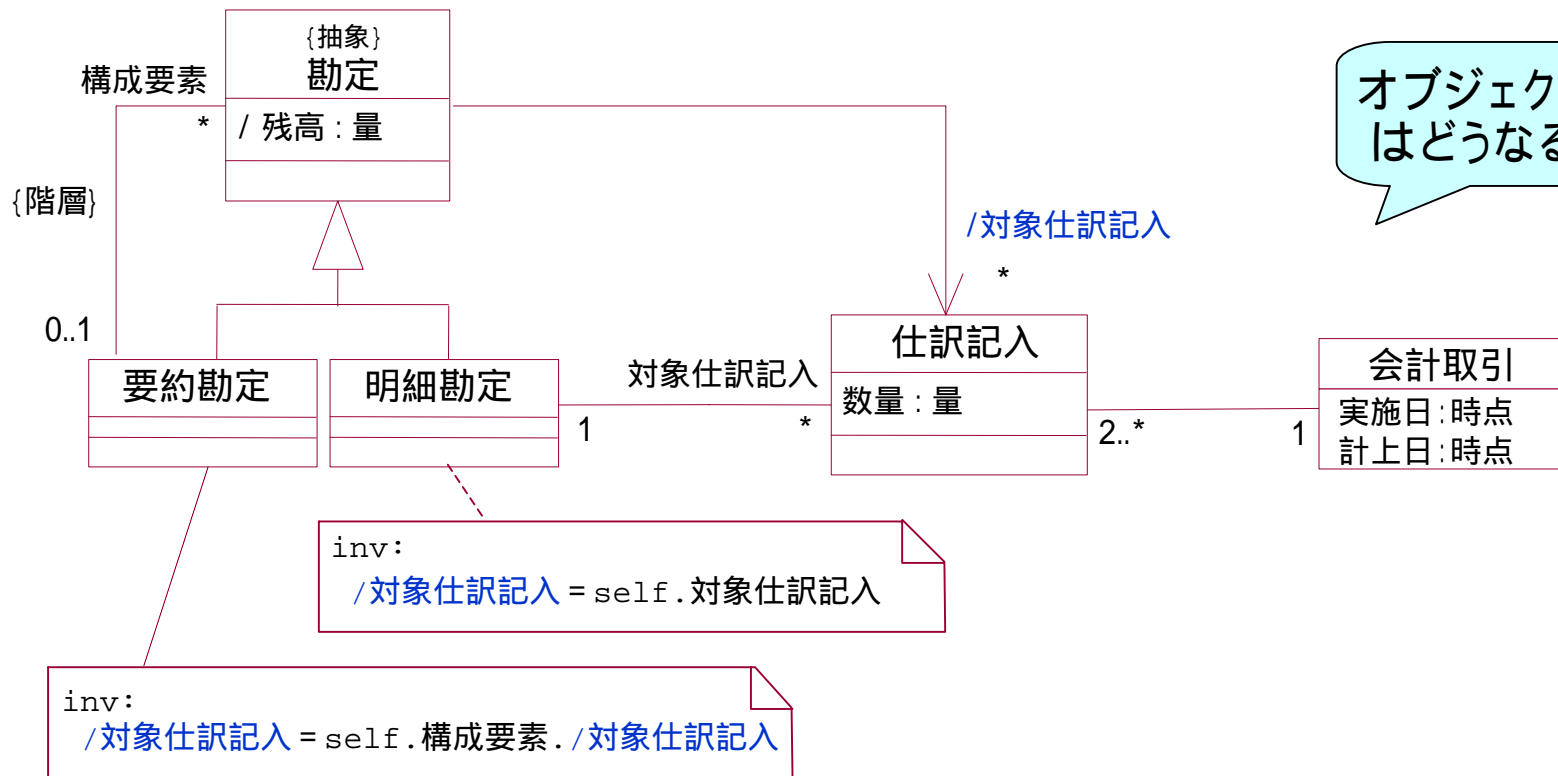 {抽象}
勘定
/ 残高 : 量
構成要素
*
{階層}
0..1
オブジェク
はどうなる
/対象仕訳記入
*
要約勘定
明細勘定
対象仕訳記入
1
*
仕訳記入
数量 : 量
2..*
1
会計取引
実施日:時点
計上日:時点
inv:
/対象仕訳記入 = self.対象仕訳記入
inv:
/対象仕訳記入 = self.構成要素./対象仕訳記入